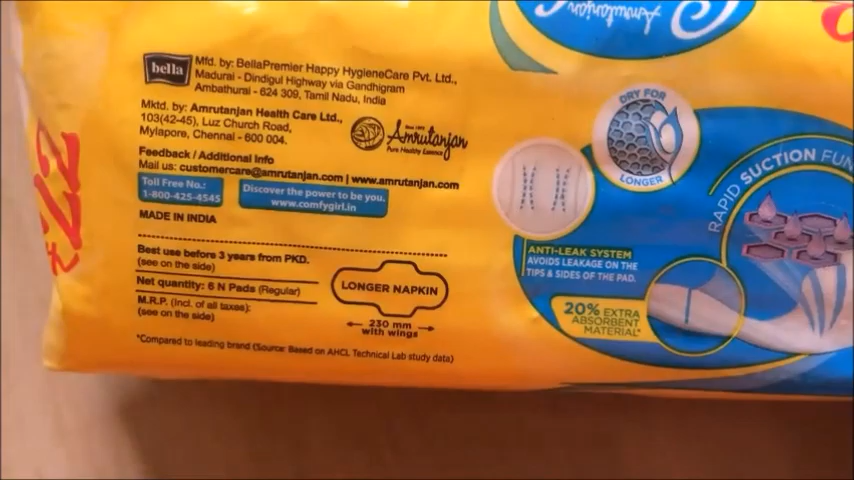 Amrutanjan
bella
Mfd. by: BellaPremier Happy HygieneCare Pvt. Ltd.,
Madurai - Dindigul Highway via Gandhigram
Ambathurai - 624 309, Tamil Nadu, India
Mktd. by: Amrutanjan Health Care Ltd.,
103(42-45), Luz Church Road,
Mylapore, Chennai - 600 004.
Amrutanjan
Pure Healthy Essence
Feedback / Additional Info
Mail us: customercare@amrutanjan.com | www.amrutanjan.com
Toll Free No.:
1-800-425-4545
Discover the power to be you.
www.comfygirl.in
MADE IN INDIA
Best use before 3 years from PKD.
(see on the side)
Net quantity: 6 N Pads (Regular)
M.R.P. (Incl. of all taxes):
(see on the side)
LONGER NAPKIN
230 mm
with wings
*Compared to leading brand (Source: Based on AHCL Technical Lab study data)
₹22
DRY FOR
LONGER
RAPID SUCTION FUN
ANTI-LEAK SYSTEM
AVOIDS LEAKAGE ON THE
TIPS & SIDES OF THE PAD.
20% EXTRA
ABSORBENT
MATERIAL*